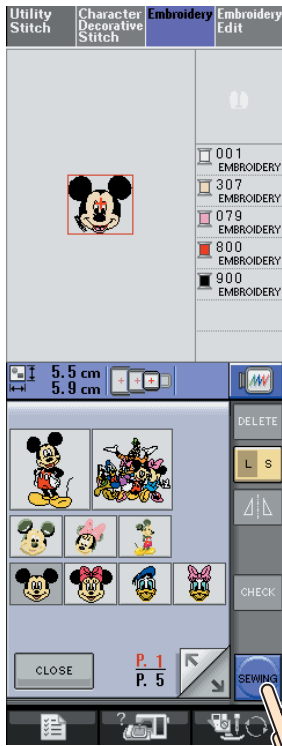 Utility Stitch
Character Decorative Stitch
Embroidery
Embroidery Edit
001
EMBROIDERY
307
EMBROIDERY
079
EMBROIDERY
800
EMBROIDERY
900
EMBROIDERY
5.5 cm
5.9 cm
DELETE
L S
CHECK
CLOSE
P. 1
P. 5
SEWING